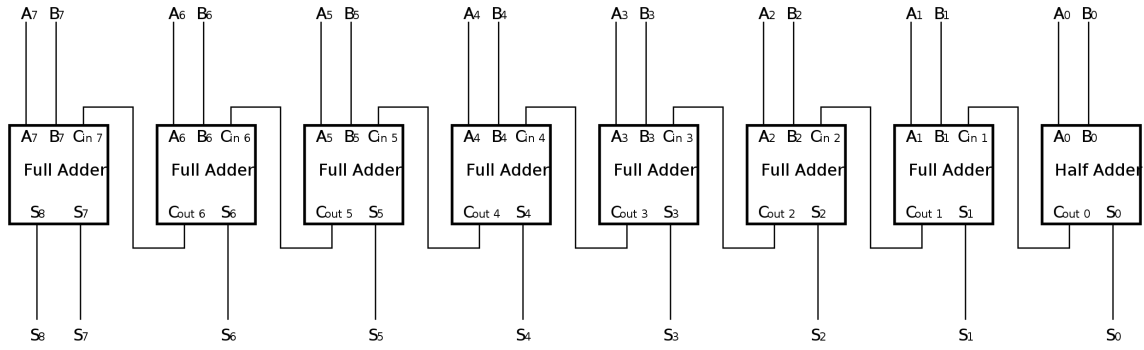 A7 B7 A6 B6 A5 B5 A4 B4 A3 B3 A2 B2 A1 B1 A0 B0
A7 B7 Cin 7 A6 B6 Cin 6 A5 B5 Cin 5 A4 B4 Cin 4 A3 B3 Cin 3 A2 B2 Cin 2 A1 B1 Cin 1 A0 B0
Full Adder Full Adder Full Adder Full Adder Full Adder Full Adder Full Adder Half Adder
S8 S7 Cout 6 S6 Cout 5 S5 Cout 4 S4 Cout 3 S3 Cout 2 S2 Cout 1 S1 Cout 0 S0
S8 S7 S6 S5 S4 S3 S2 S1 S0